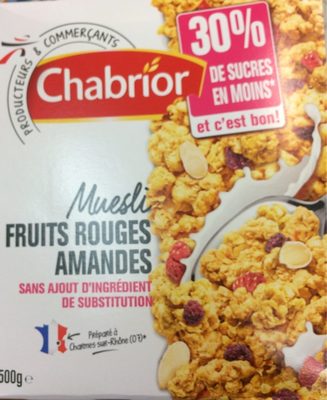 PRODUCTEURS & COMMERÇANTS
Chabrior
30%
DE SUCRES
EN MOINS*
et c'est bon!
Muesli
FRUITS ROUGES
AMANDES
SANS AJOUT D'INGRÉDIENT
DE SUBSTITUTION
Préparé à
Charmes-sur-Rhône (07)*
500g e